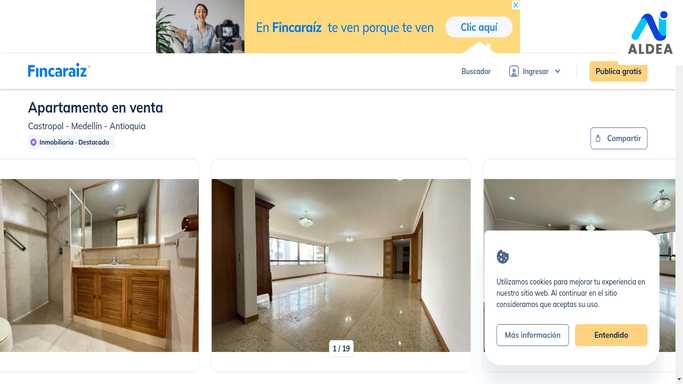 En Fincaraíz te ven porque te ven
Clic aquí
ALDEA
Fincaraíz
Buscador
Ingresar
Publica gratis
Apartamento en venta
Castropol - Medellín - Antioquia
Inmobiliaria · Destacado
Compartir
1 / 19
Utilizamos cookies para mejorar tu experiencia en
nuestro sitio web. Al continuar en el sitio
consideramos que aceptas su uso.
Más información
Entendido